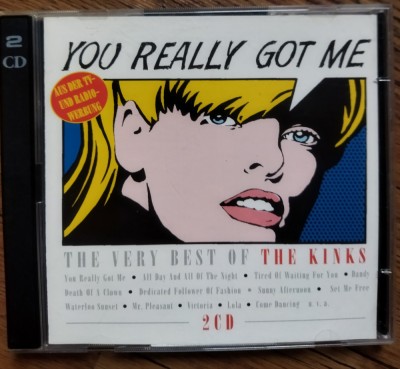 2
CD
YOU REALLY GOT ME
AUS DER TV-
UND RADIO-
WERBUNG
THE VERY BEST OF THE KINKS
You Really Got Me • All Day And All Of The Night • Tired Of Waiting For You • Dandy
Death Of A Clown • Dedicated Follower Of Fashion • Sunny Afternoon • Set Me Free
Waterloo Sunset • Mr. Pleasant • Victoria • Lola • Come Dancing u. v. a.
2CD